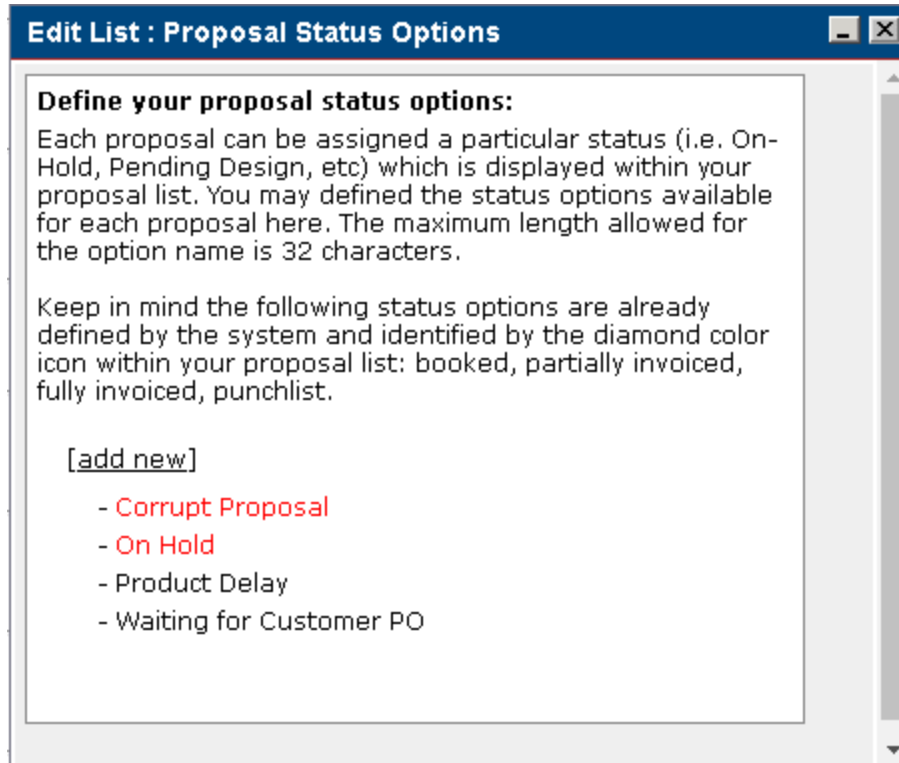 Edit List : Proposal Status Options
Define your proposal status options:
Each proposal can be assigned a particular status (i.e. On-
Hold, Pending Design, etc) which is displayed within your
proposal list. You may defined the status options available
for each proposal here. The maximum length allowed for
the option name is 32 characters.
Keep in mind the following status options are already
defined by the system and identified by the diamond color
icon within your proposal list: booked, partially invoiced,
fully invoiced, punchlist.
[add new]
- Corrupt Proposal
- On Hold
- Product Delay
- Waiting for Customer PO